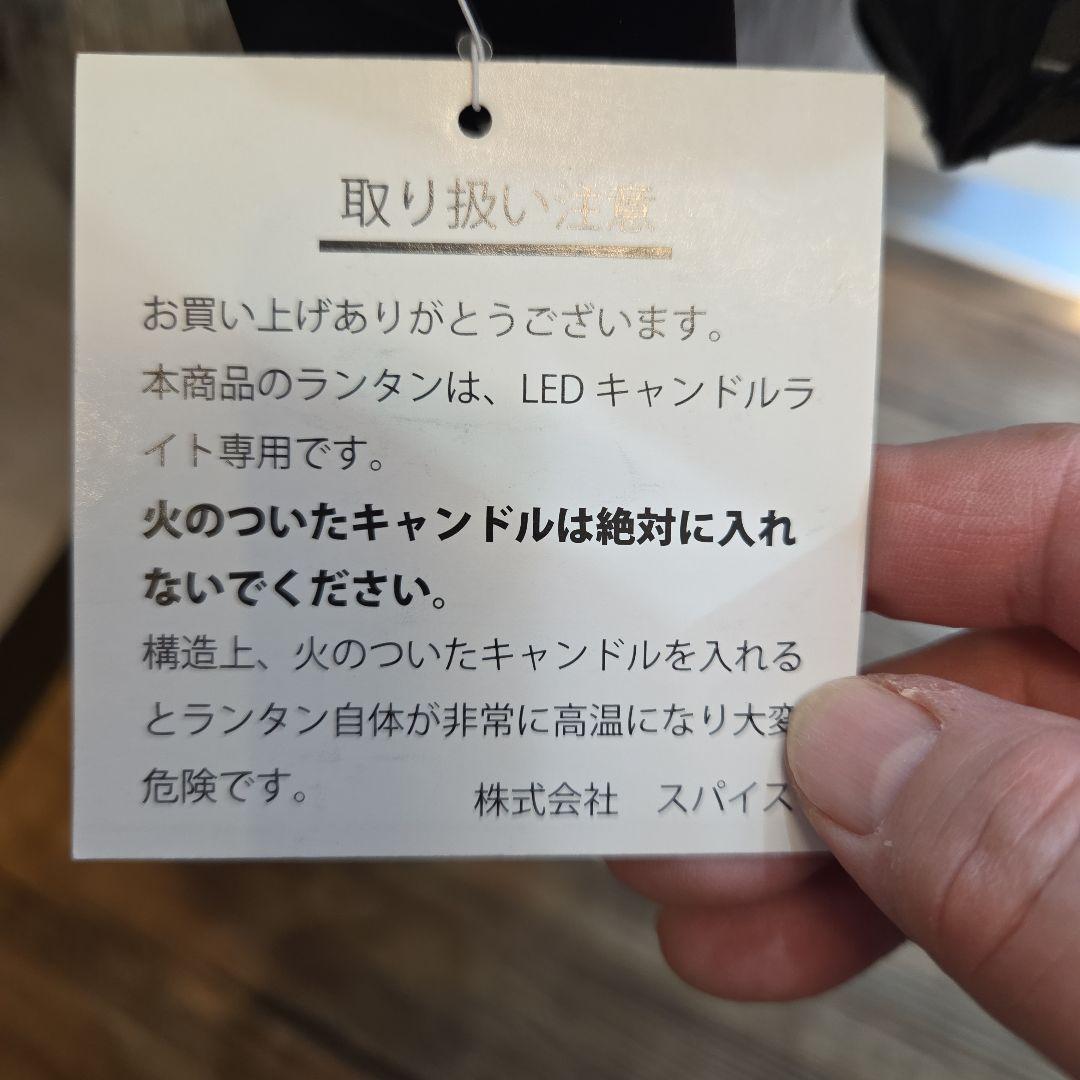 取り扱い注意
お買い上げありがとうございます。
本商品のランタンは、LED キャンドルラ
イト専用です。
火のついたキャンドルは絶対に入れ
ないでください。
構造上、火のついたキャンドルを入れる
とランタン自体が非常に高温になり大変
危険です。
株式会社 スパイス